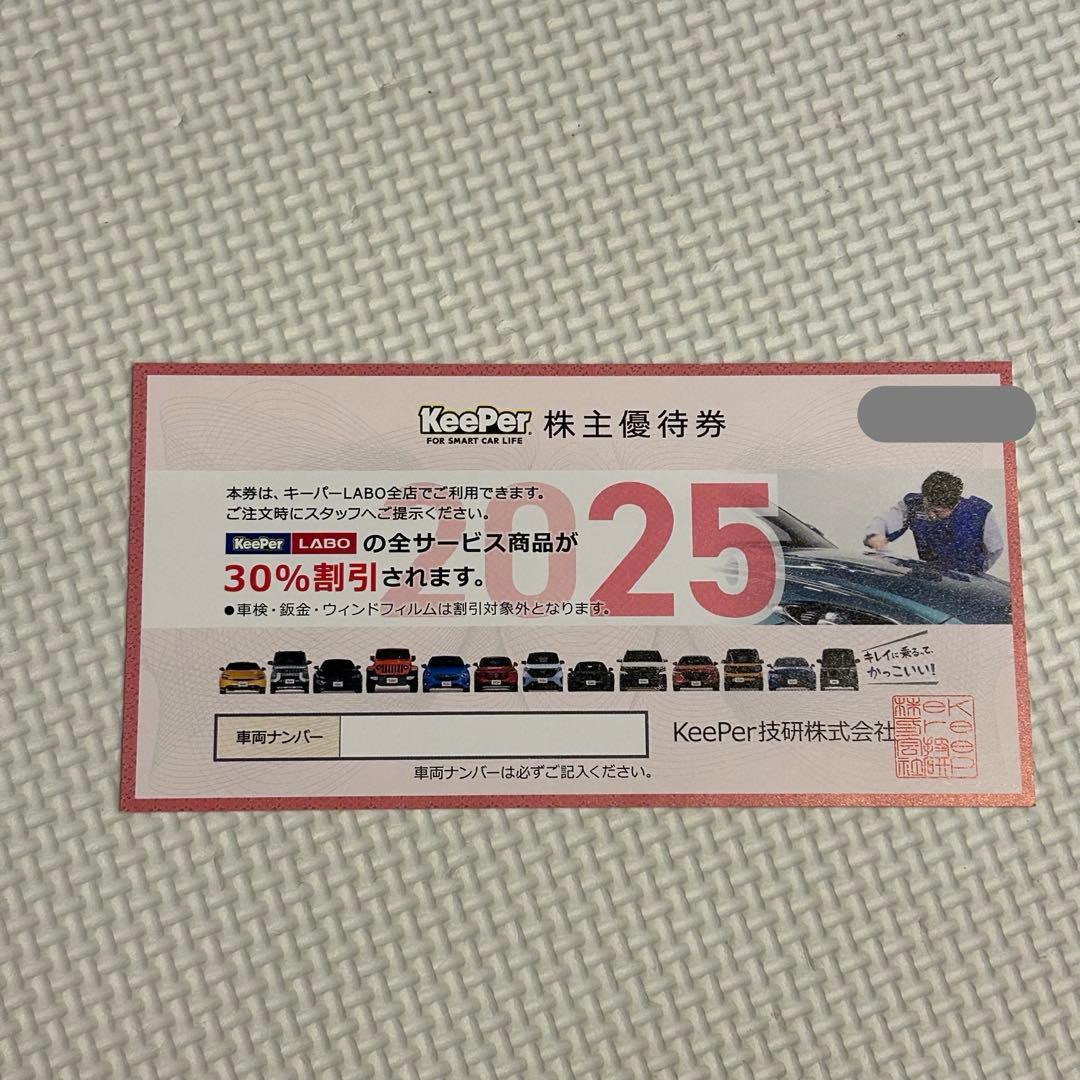 KeePer 株主優待券
FOR SMART CAR LIFE
2025
本券は、キーパーLABO全店でご利用できます。
ご注文時にスタッフへご提示ください。
KeePer LABO の全サービス商品が
30%割引されます。
●車検・鈑金・ウィンドフィルムは割引対象外となります。
キレイに乗るって、
かっこいい!
車両ナンバー
KeePer技研株式会社
車両ナンバーは必ずご記入ください。